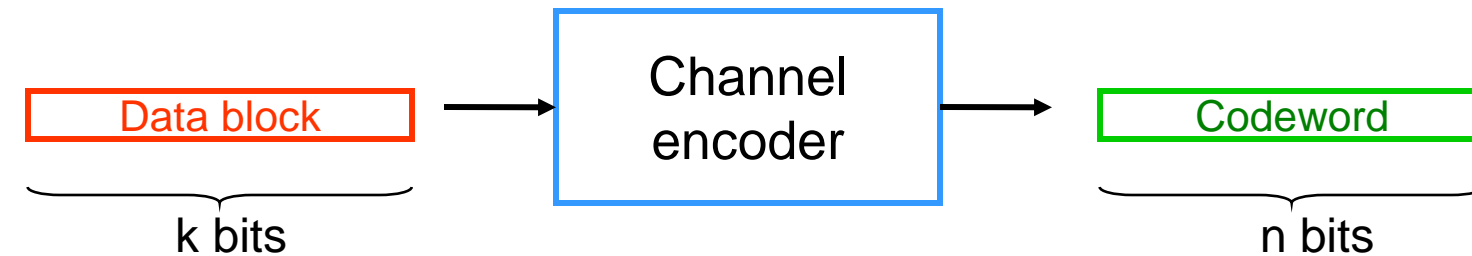 Data block
Channel
encoder
Codeword
k bits
n bits